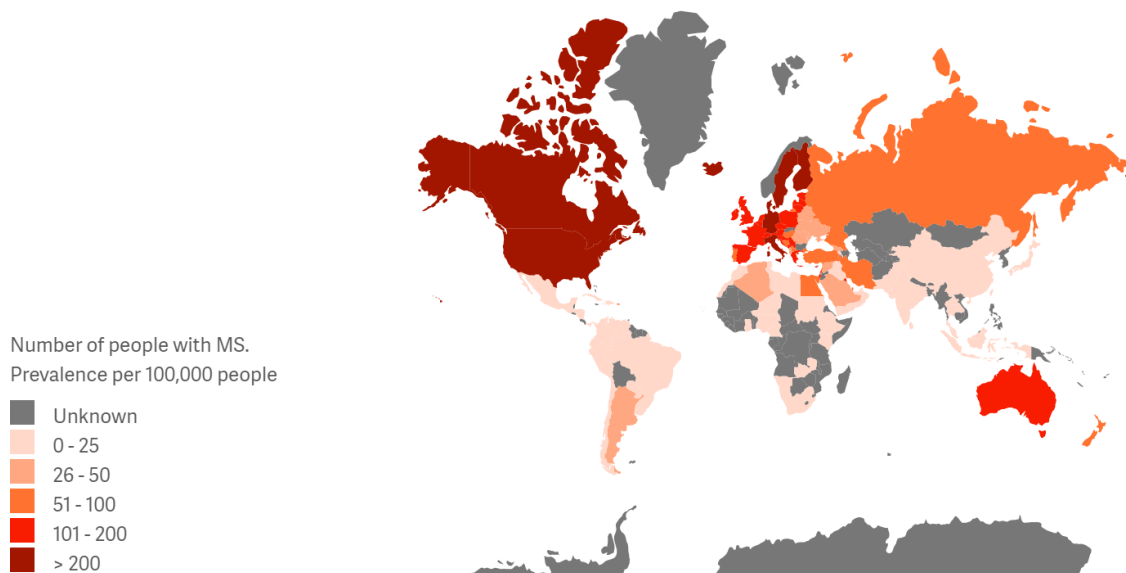 Number of people with MS.
Prevalence per 100,000 people
Unknown
0 - 25
26 - 50
51 - 100
101 - 200
> 200